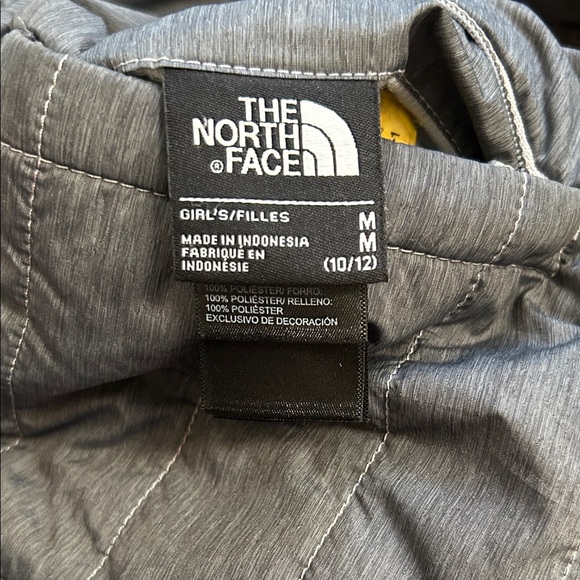 THE
NORTH
FACE
®
GIRL'S/FILLES M
MADE IN INDONESIA M
FABRIQUÉ EN
INDONÉSIE (10/12)
100% POLIÉSTER/ FORRO:
100% POLIÉSTER/ RELLENO:
100% POLIÉSTER
EXCLUSIVO DE DECORACIÓN